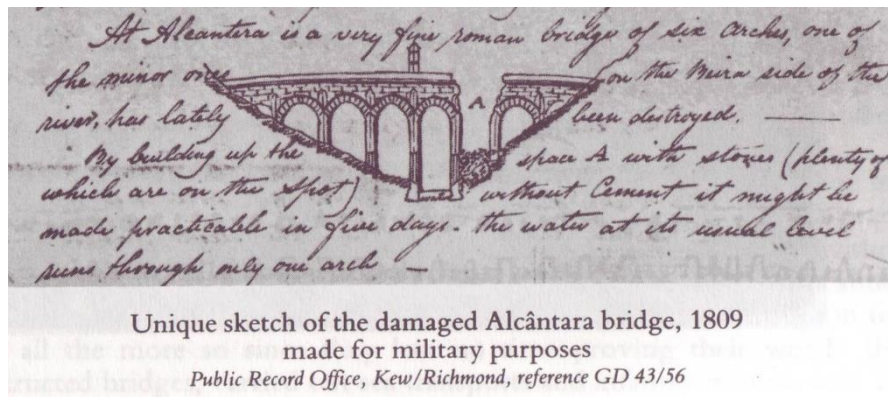 At Alcantera is a very fine roman bridge of six arches, one of
the minor ones on the Beira side of the
river, has lately A been destroyed. —
By building up the space A with stones (plenty of
which are on the spot) without Cement it might be
made practicable in five days. the water at its usual level
runs through only one arch —
Unique sketch of the damaged Alcântara bridge, 1809
made for military purposes
Public Record Office, Kew/Richmond, reference GD 43/56